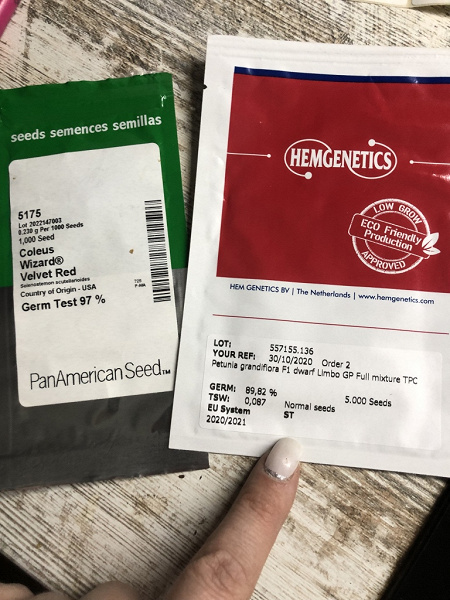 seeds semences semillas
5175
Lot 2022147003
0.230 g Per 1000 Seeds
1,000 Seed
Coleus
Wizard®
Velvet Red
Solenostemon scutellarioides
Country of Origin - USA
Germ Test 97 %
PanAmerican Seed™
HEMGENETICS
LOW GROW
ECO Friendly
Production
APPROVED
HEM GENETICS BV | The Netherlands | www.hemgenetics.com
LOT: 557155.136
YOUR REF: 30/10/2020 Order 2
Petunia grandiflora F1 dwarf Limbo GP Full mixture TPC
GERM: 89,82 % 5.000 Seeds
TSW: 0,087 Normal seeds
EU System ST
2020/2021